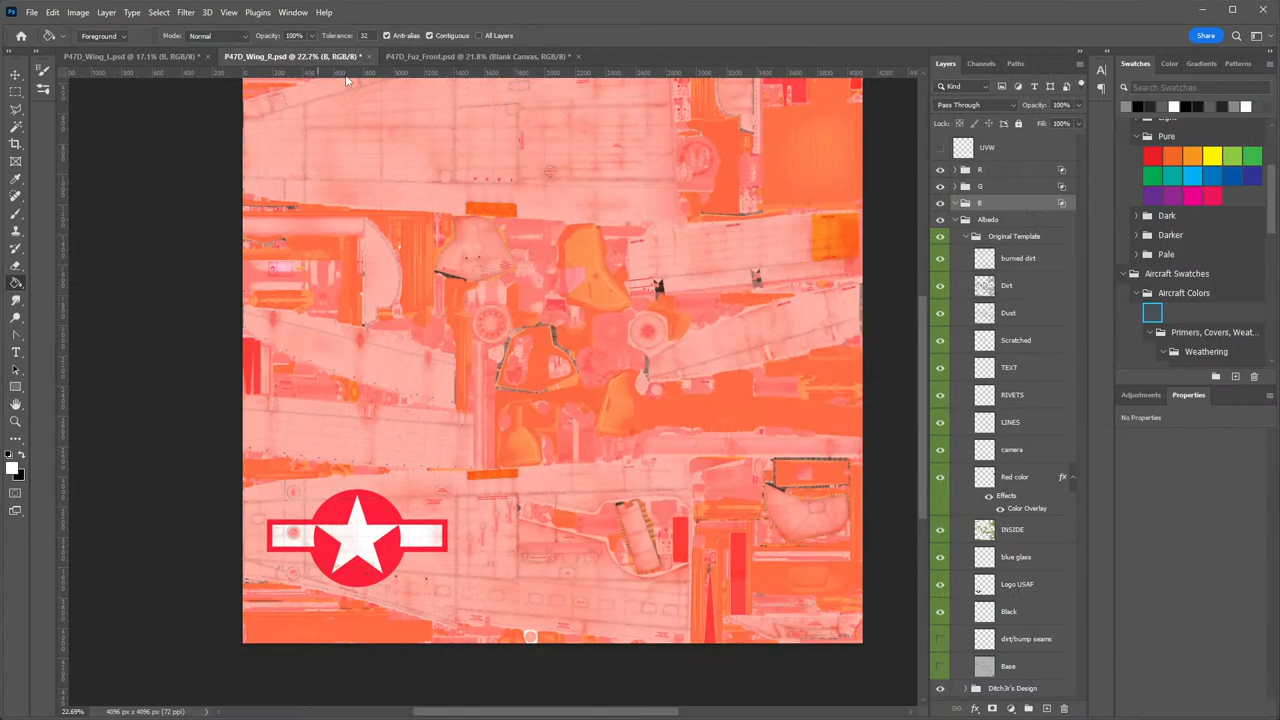 Ps File Edit Image Layer Type Select Filter 3D View Plugins Window Help
Foreground Mode: Normal Opacity: 100% Tolerance: 32 Anti-alias Contiguous All Layers Share
P47D_Wing_L.psd @ 17.1% (B, RGB/8) * × P47D_Wing_R.psd @ 22.7% (B, RGB/8) * × P47D_Fuz_Front.psd @ 21.8% (Blank Canvas, RGB/8) * ×
Layers Channels Paths
Swatches Color Gradients Patterns
Kind
Search Swatches
Pass Through Opacity: 100%
Lock: Fill: 100%
UVW
R
G
B
Albedo
Original Template
burned dirt
Dirt
Dust
Scratched
TEXT
RIVETS
LINES
camera
Red color fx
Effects
Color Overlay
INSIDE
blue glass
Logo USAF
Black
dirt/bump seams
Base
Ditch3r's Design
Pure
Dark
Darker
Pale
Aircraft Swatches
Aircraft Colors
Primers, Covers, Weat...
Weathering
Adjustments Properties
No Properties
22.69% 4096 px x 4096 px (72 ppi)